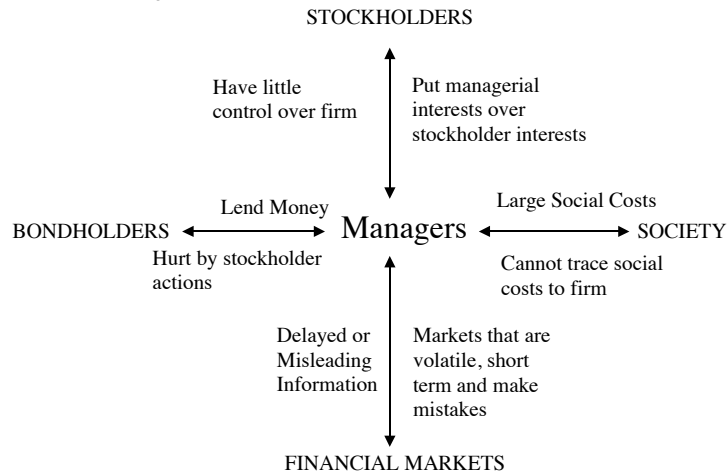 STOCKHOLDERS
Have little
control over firm
Put managerial
interests over
stockholder interests
Lend Money
Large Social Costs
BONDHOLDERS
Managers
SOCIETY
Hurt by stockholder
actions
Cannot trace social
costs to firm
Delayed or
Misleading
Information
Markets that are
volatile, short
term and make
mistakes
FINANCIAL MARKETS